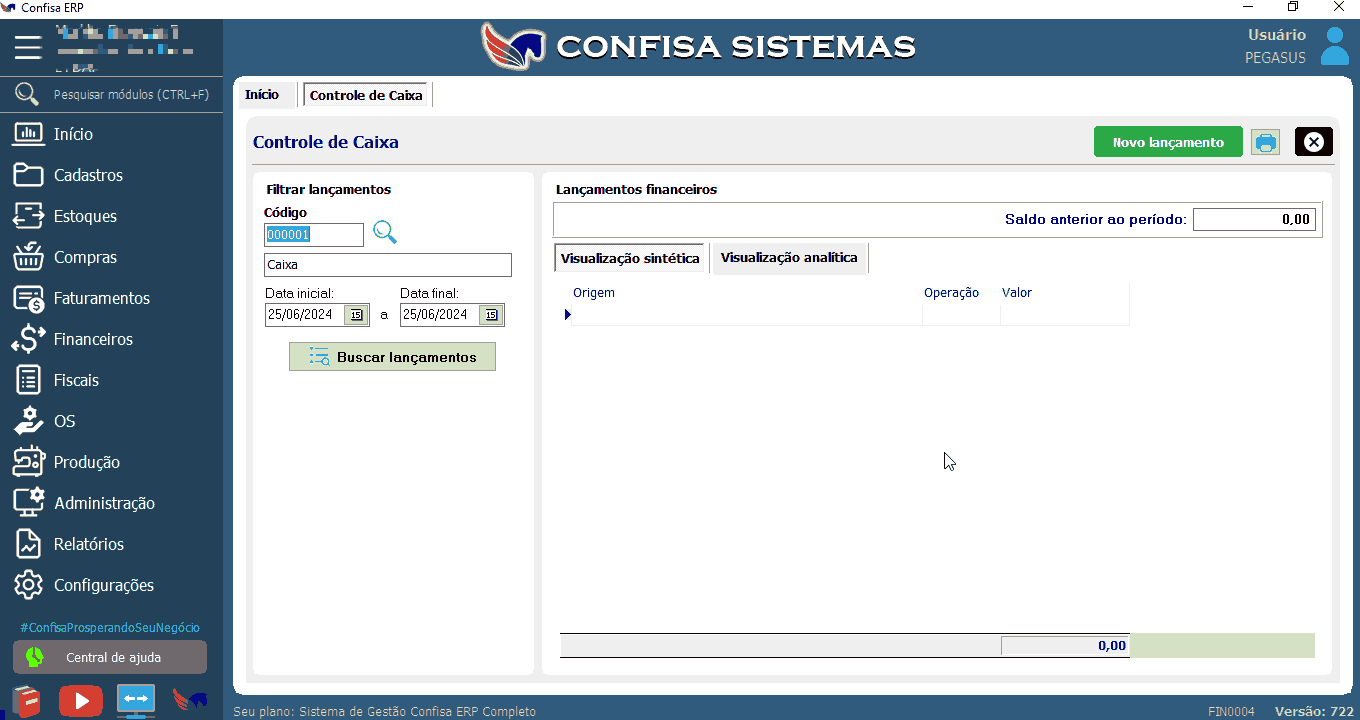 Confisa ERP
CONFISA SISTEMAS
Usuário
PEGASUS
Pesquisar módulos (CTRL+F)
Início
Cadastros
Estoques
Compras
Faturamentos
Financeiros
Fiscais
OS
Produção
Administração
Relatórios
Configurações
#ConfisaProsperandoSeuNegócio
Central de ajuda
Início
Controle de Caixa
Controle de Caixa
Novo lançamento
Filtrar lançamentos
Código
000001
Caixa
Data inicial:
Data final:
25/06/2024 15 a 25/06/2024 15
Buscar lançamentos
Lançamentos financeiros
Saldo anterior ao período: 0,00
Visualização sintética
Visualização analítica
Origem Operação Valor
0,00
Seu plano: Sistema de Gestão Confisa ERP Completo
FIN0004
Versão: 722